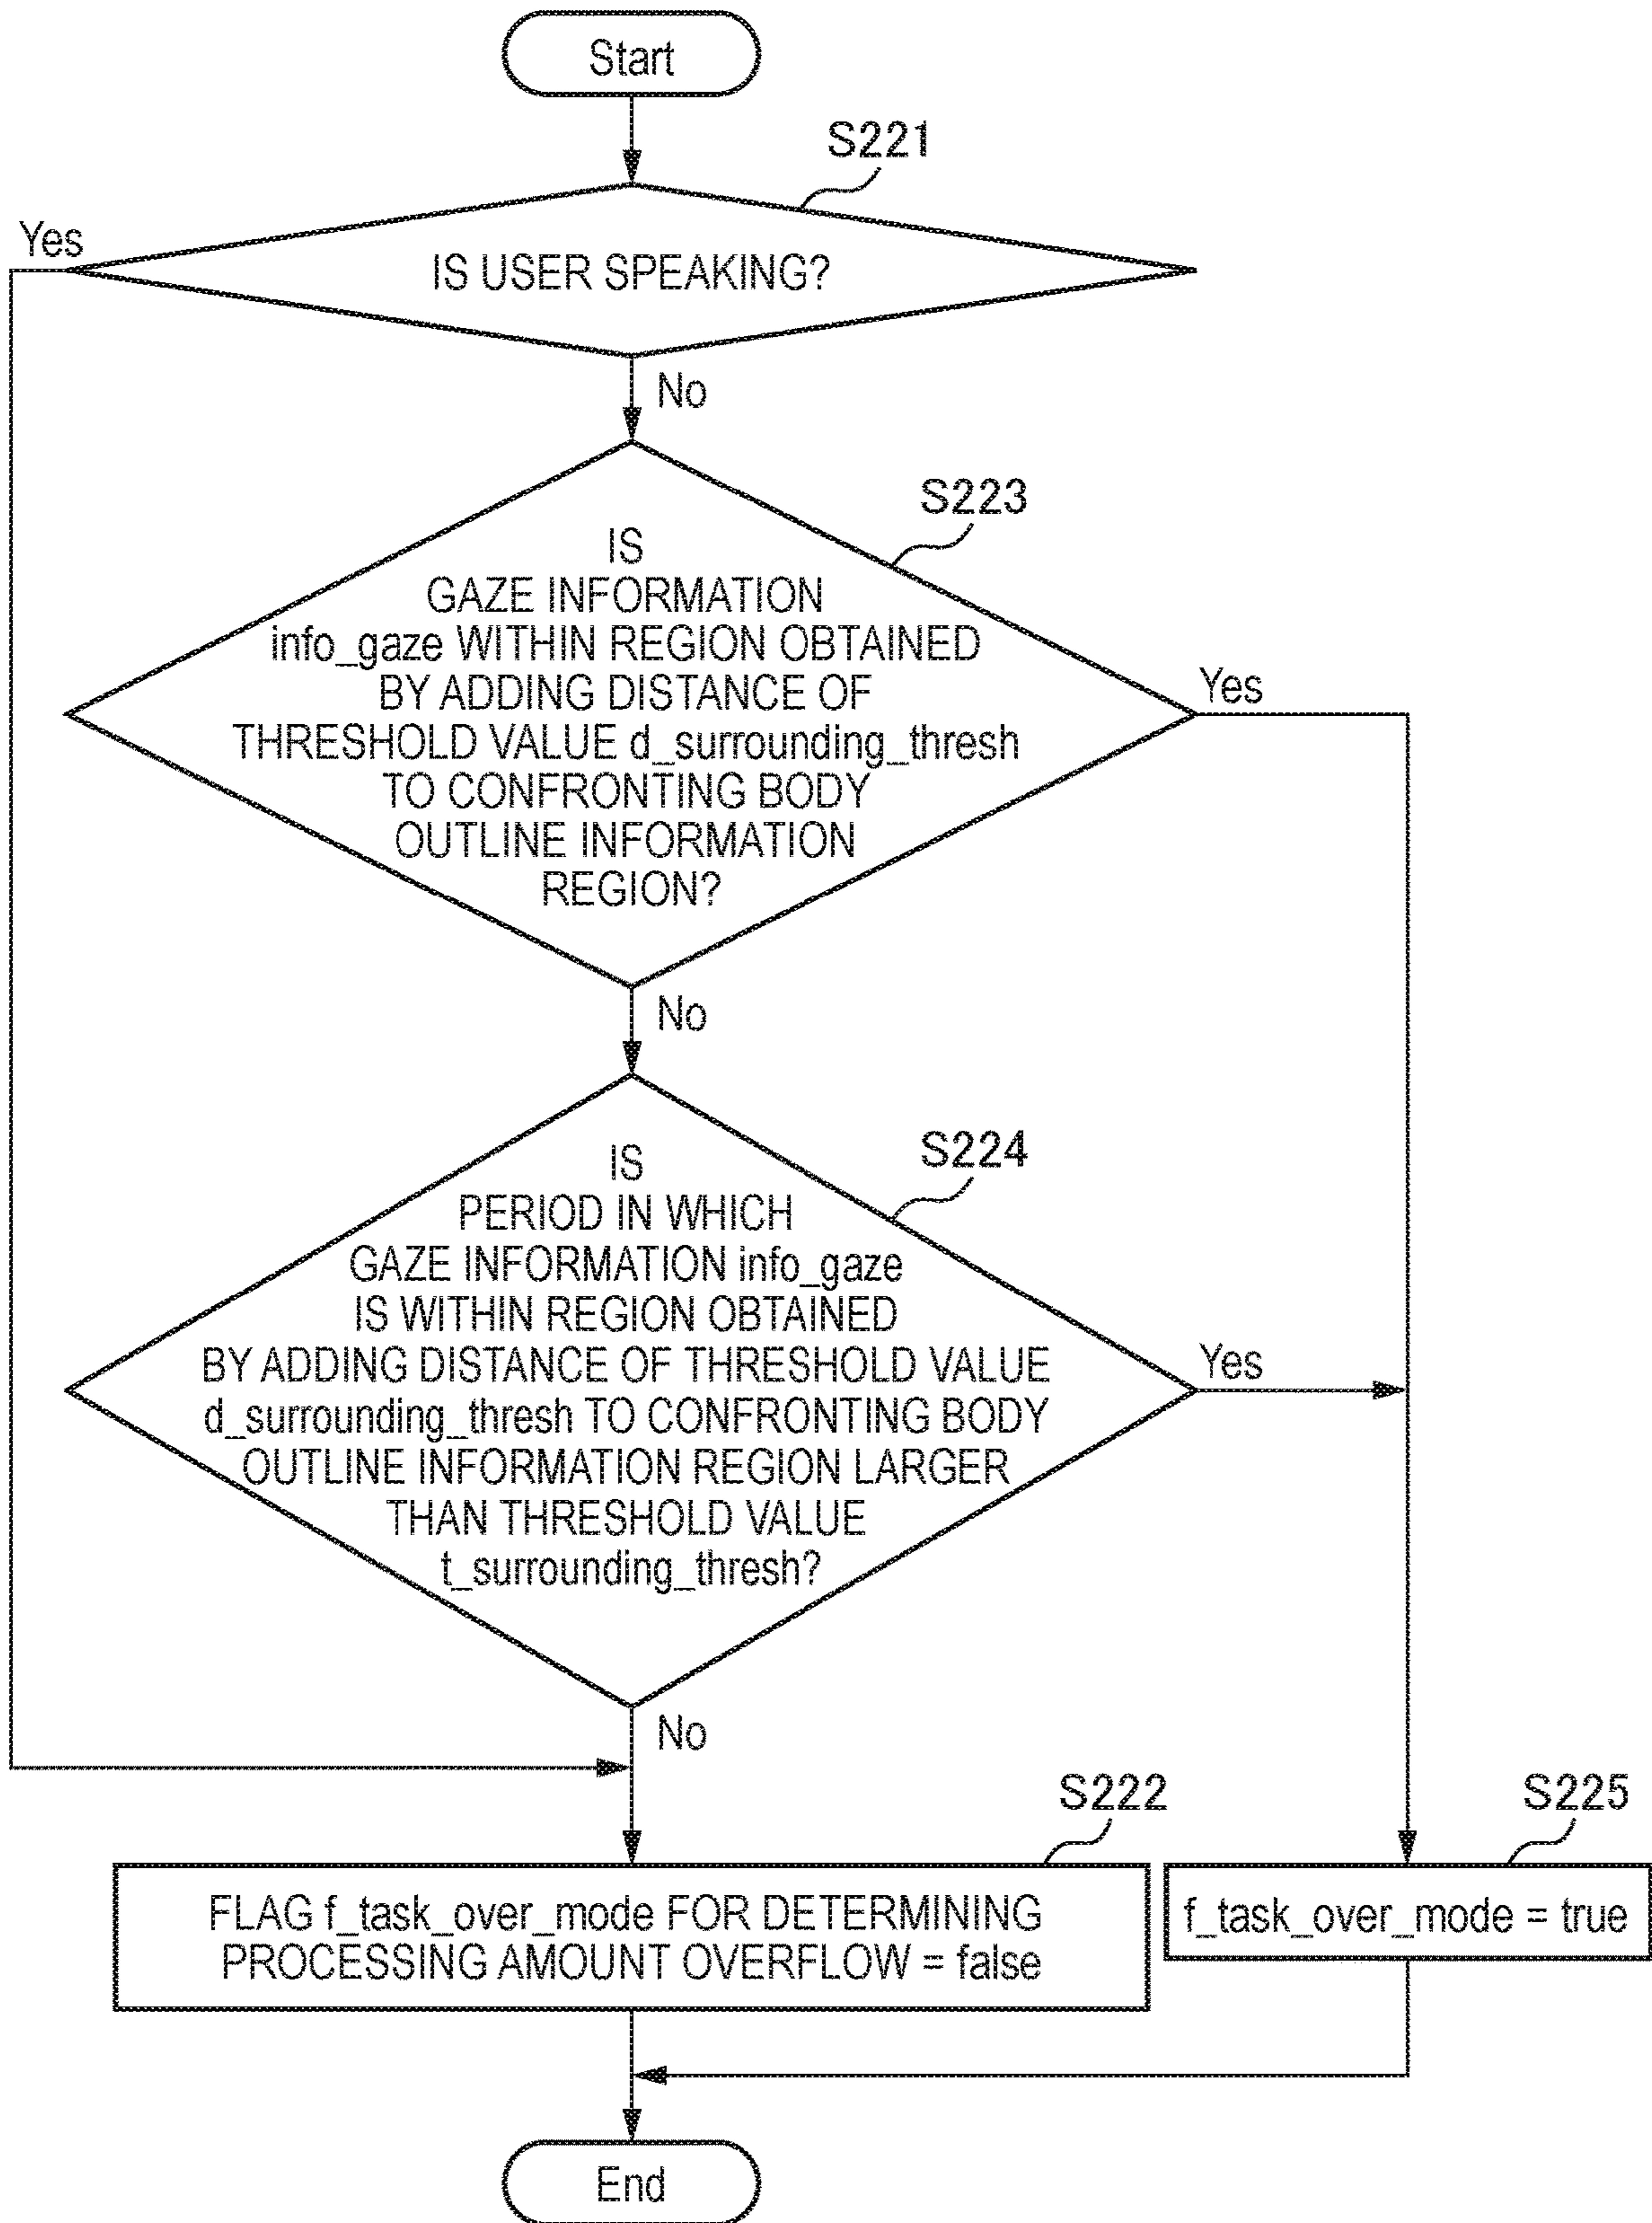 Start
S221
Yes
IS USER SPEAKING?
No
S223
IS
GAZE INFORMATION
info_gaze WITHIN REGION OBTAINED
BY ADDING DISTANCE OF
THRESHOLD VALUE d_surrounding_thresh
TO CONFRONTING BODY
OUTLINE INFORMATION
REGION?
Yes
No
S224
IS
PERIOD IN WHICH
GAZE INFORMATION info_gaze
IS WITHIN REGION OBTAINED
BY ADDING DISTANCE OF THRESHOLD VALUE
d_surrounding_thresh TO CONFRONTING BODY
OUTLINE INFORMATION REGION LARGER
THAN THRESHOLD VALUE
t_surrounding_thresh?
Yes
No
S222
FLAG f_task_over_mode FOR DETERMINING
PROCESSING AMOUNT OVERFLOW = false
S225
f_task_over_mode = true
End